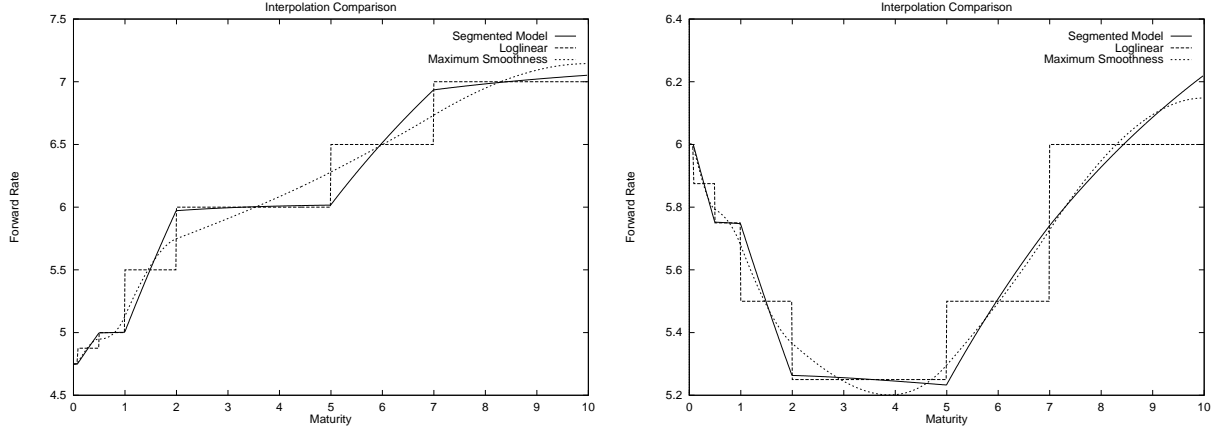 Interpolation Comparison
Segmented Model
Loglinear
Maximum Smoothness
7.5
7
6.5
6
5.5
5
4.5
Forward Rate
0 1 2 3 4 5 6 7 8 9 10
Maturity
Interpolation Comparison
Segmented Model
Loglinear
Maximum Smoothness
6.4
6.2
6
5.8
5.6
5.4
5.2
Forward Rate
0 1 2 3 4 5 6 7 8 9 10
Maturity